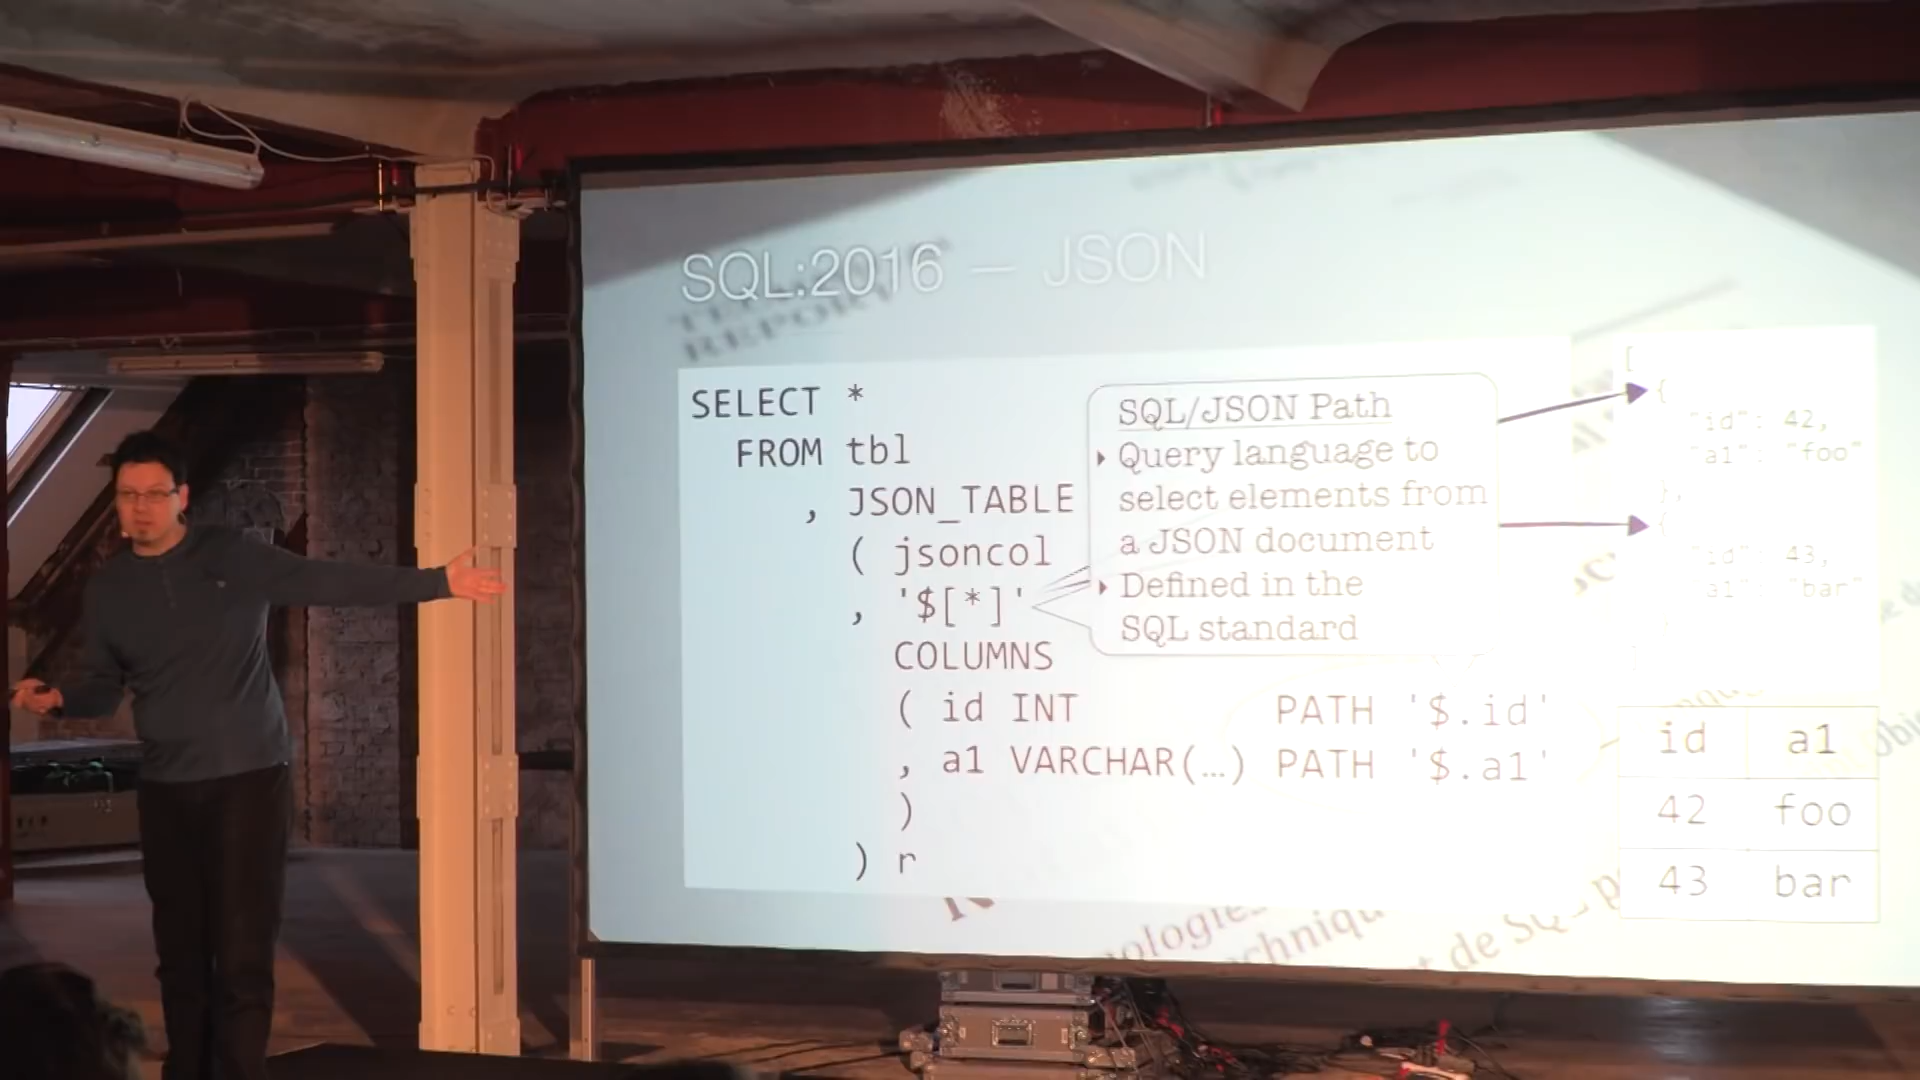 SQL:2016 — JSON
REPORT
SELECT *
FROM tbl
, JSON_TABLE
( jsoncol
, '$[*]'
COLUMNS
( id INT PATH '$.id'
, a1 VARCHAR(…) PATH '$.a1'
)
) r
SQL/JSON Path
‣ Query language to
select elements from
a JSON document
‣ Defined in the
SQL standard
[
{
"id": 42,
"a1": "foo"
},
{
"id": 43,
"a1": "bar"
}
]
id a1
42 foo
43 bar